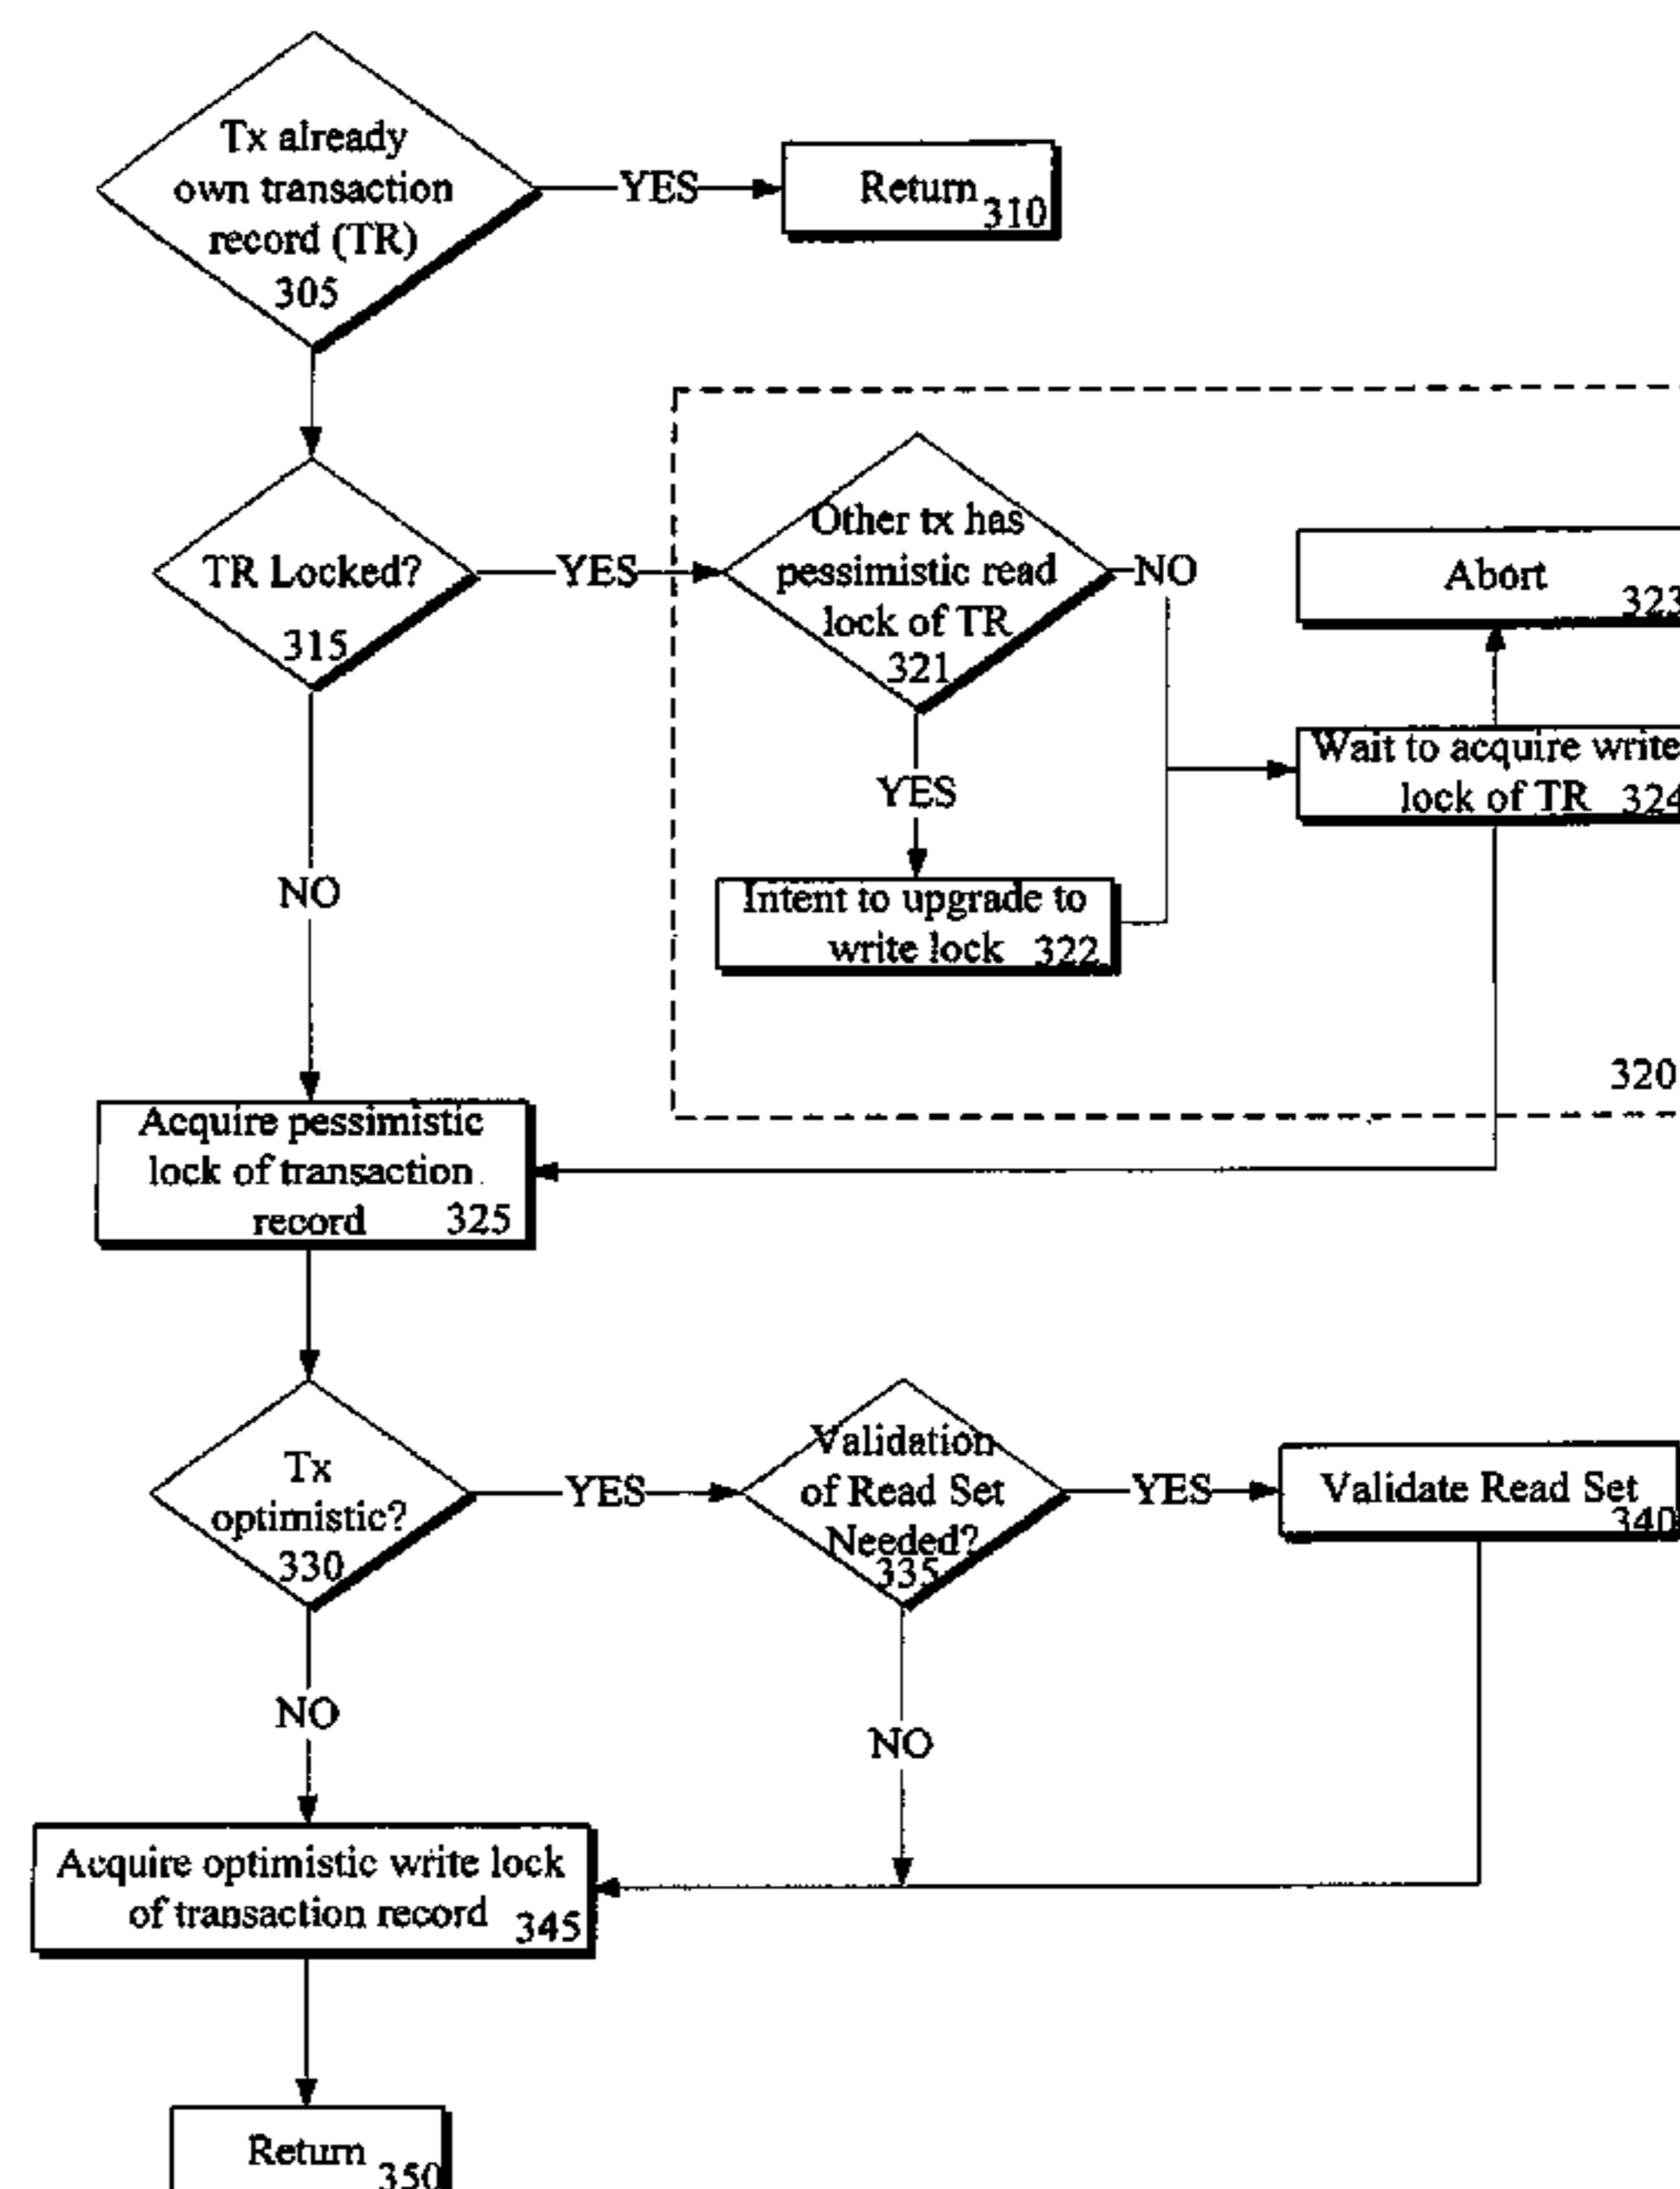 Tx already
own transaction
record (TR)
305
YES
Return
310
TR Locked?
315
YES
Other tx has
pessimistic read
lock of TR
321
NO
Abort
323
YES
Wait to acquire write
lock of TR 324
Intent to upgrade to
write lock 322
NO
320
Acquire pessimistic
lock of transaction
record 325
Tx
optimistic?
330
YES
Validation
of Read Set
Needed?
335
YES
Validate Read Set
340
NO
NO
Acquire optimistic write lock
of transaction record 345
Return
350